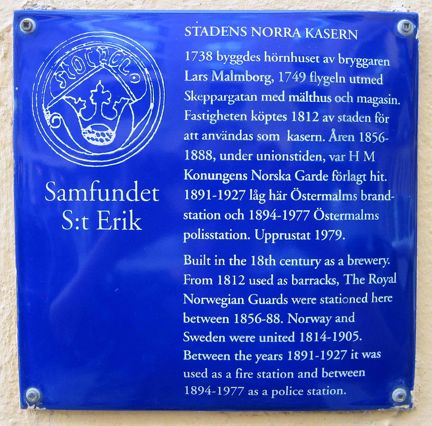 STADENS NORRA KASERN
1738 byggdes hörnhuset av bryggaren
Lars Malmborg, 1749 flygeln utmed
Skeppargatan med mälthus och magasin.
Fastigheten köptes 1812 av staden för
att användas som kasern. Åren 1856-
1888, under unionstiden, var H M
Konungens Norska Garde förlagt hit.
1891-1927 låg här Östermalms brand-
station och 1894-1977 Östermalms
polisstation. Upprustat 1979.
Built in the 18th century as a brewery.
From 1812 used as barracks, The Royal
Norwegian Guards were stationed here
between 1856-88. Norway and
Sweden were united 1814-1905.
Between the years 1891-1927 it was
used as a fire station and between
1894-1977 as a police station.
Samfundet
S:t Erik